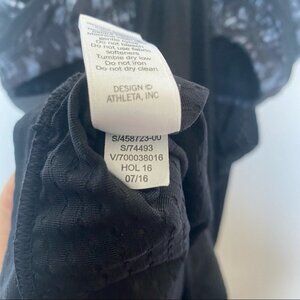 Do not bleach
Do not use fabric
softeners
Tumble dry low
Do not iron
Do not dry clean
DESIGN ©
ATHLETA, INC
S/458723-00
S/74493
V/700038016
HOL 16
07/16